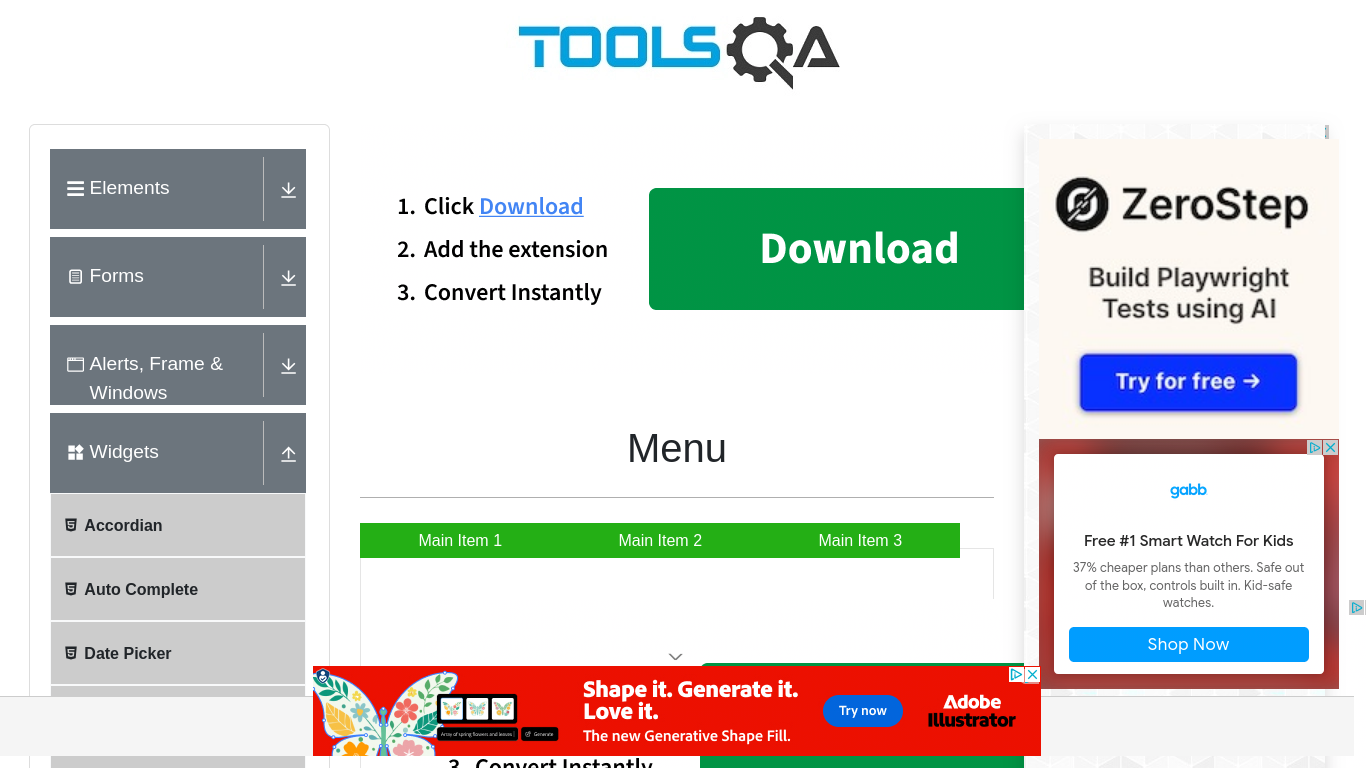 TOOLSQA
Elements
Forms
Alerts, Frame &
Windows
Widgets
Accordian
Auto Complete
Date Picker
1. Click Download
2. Add the extension
3. Convert Instantly
Download
Menu
Main Item 1
Main Item 2
Main Item 3
ZeroStep
Build Playwright
Tests using AI
Try for free →
gabb
Free #1 Smart Watch For Kids
37% cheaper plans than others. Safe out
of the box, controls built in. Kid-safe
watches.
Shop Now
Array of spring flowers and leaves
Generate
Shape it. Generate it.
Love it.
The new Generative Shape Fill.
Try now
Adobe
Illustrator
3. Convert Instantly